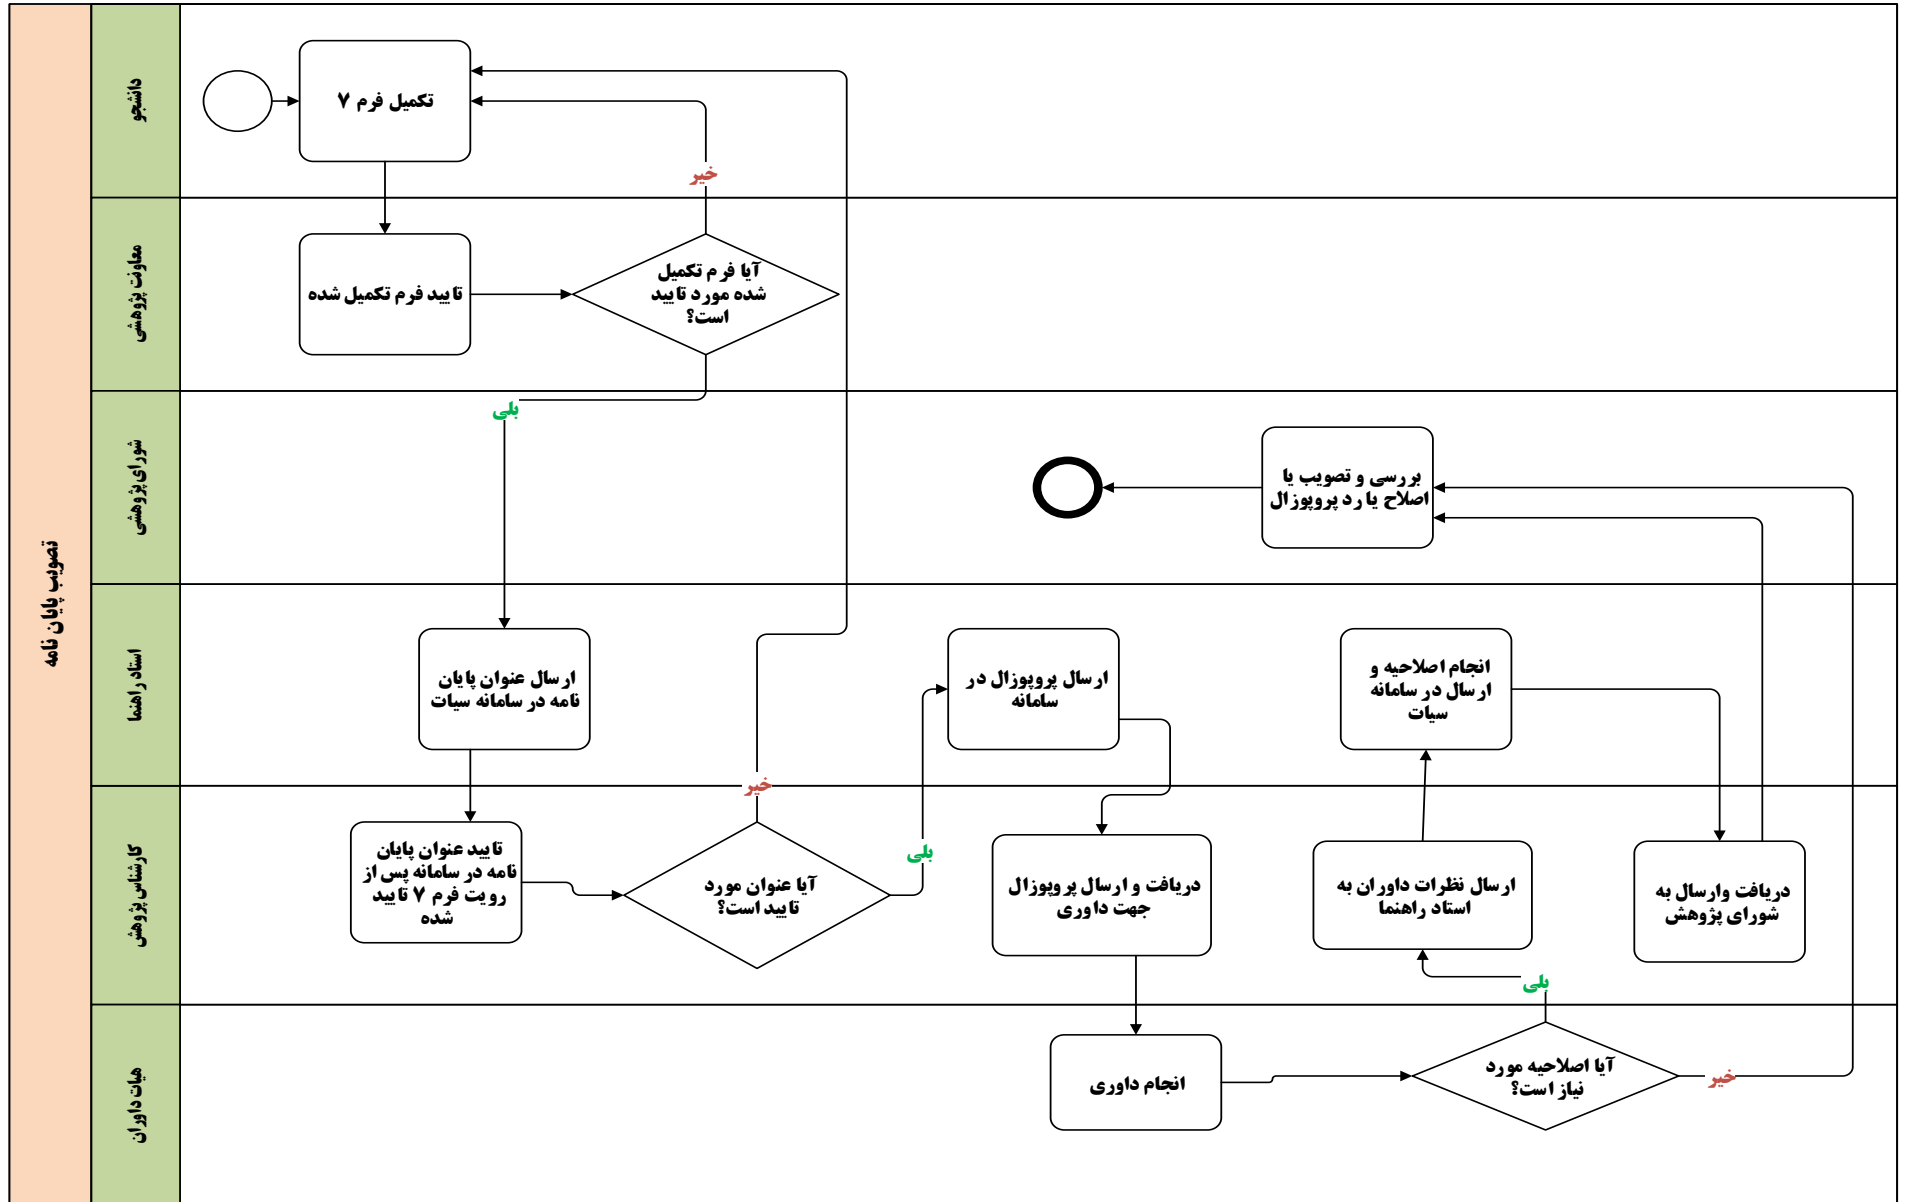 تصویب پایان نامه
دانشجو
تکمیل فرم ۷
خیر
معاونت پژوهشی
تایید فرم تکمیل شده
آیا فرم تکمیل
شده مورد تایید
است؟
بلی
شورای پژوهشی
بررسی و تصویب یا
اصلاح یا رد پروپوزال
استاد راهنما
ارسال عنوان پایان
نامه در سامانه سیات
ارسال پروپوزال در
سامانه
انجام اصلاحیه و
ارسال در سامانه
سیات
خیر
کارشناس پژوهش
تایید عنوان پایان
نامه در سامانه پس از
رویت فرم ۷ تایید
شده
آیا عنوان مورد
تایید است؟
بلی
دریافت و ارسال پروپوزال
جهت داوری
ارسال نظرات داوران به
استاد راهنما
دریافت وارسال به
شورای پژوهش
بلی
هیات داوران
انجام داوری
آیا اصلاحیه مورد
نیاز است؟
خیر